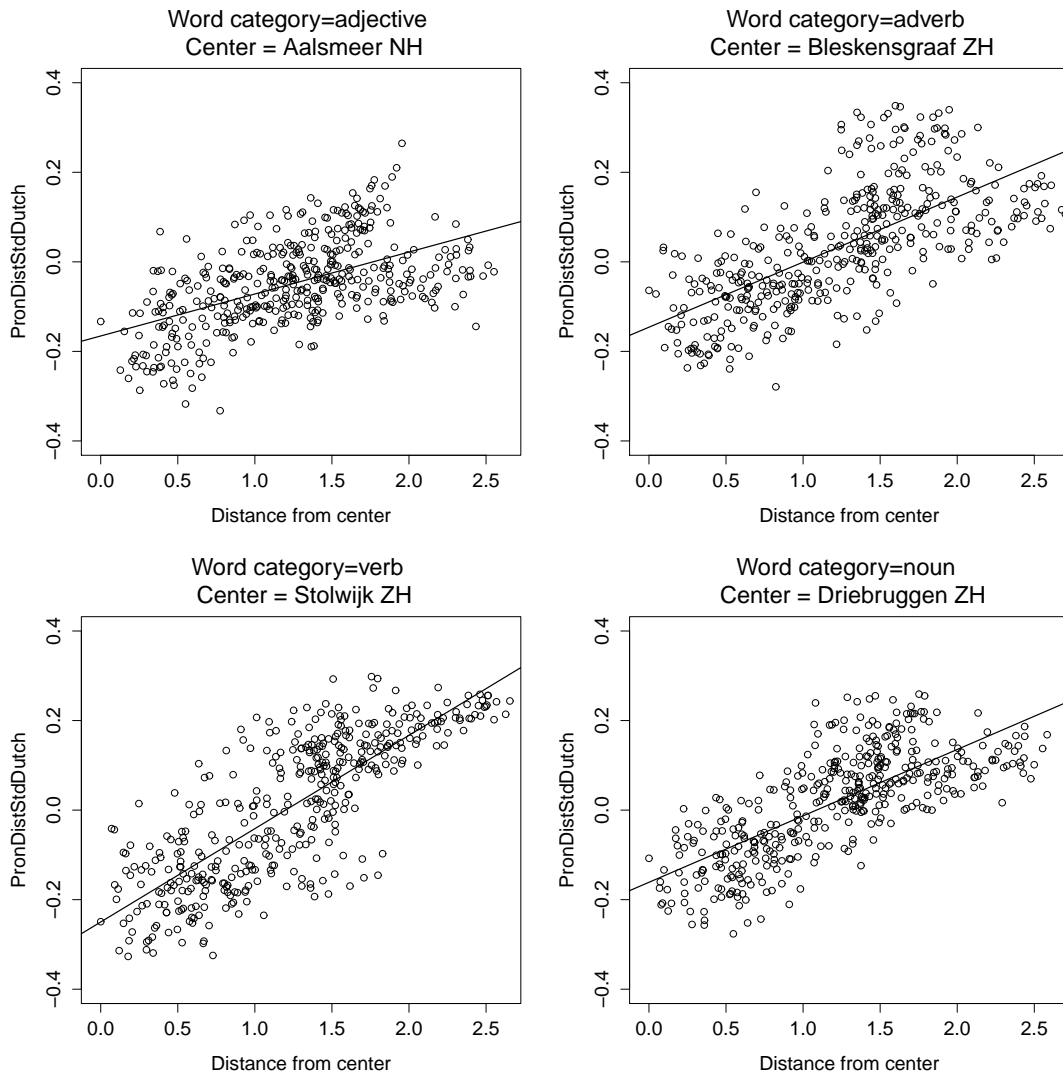 Word category=adjective
Center = Aalsmeer NH
PronDistStdDutch
0.4
0.2
0.0
−0.2
−0.4
0.0 0.5 1.0 1.5 2.0 2.5
Distance from center
Word category=adverb
Center = Bleskensgraaf ZH
PronDistStdDutch
0.4
0.2
0.0
−0.2
−0.4
0.0 0.5 1.0 1.5 2.0 2.5
Distance from center
Word category=verb
Center = Stolwijk ZH
PronDistStdDutch
0.4
0.2
0.0
−0.2
−0.4
0.0 0.5 1.0 1.5 2.0 2.5
Distance from center
Word category=noun
Center = Driebruggen ZH
PronDistStdDutch
0.4
0.2
0.0
−0.2
−0.4
0.0 0.5 1.0 1.5 2.0 2.5
Distance from center